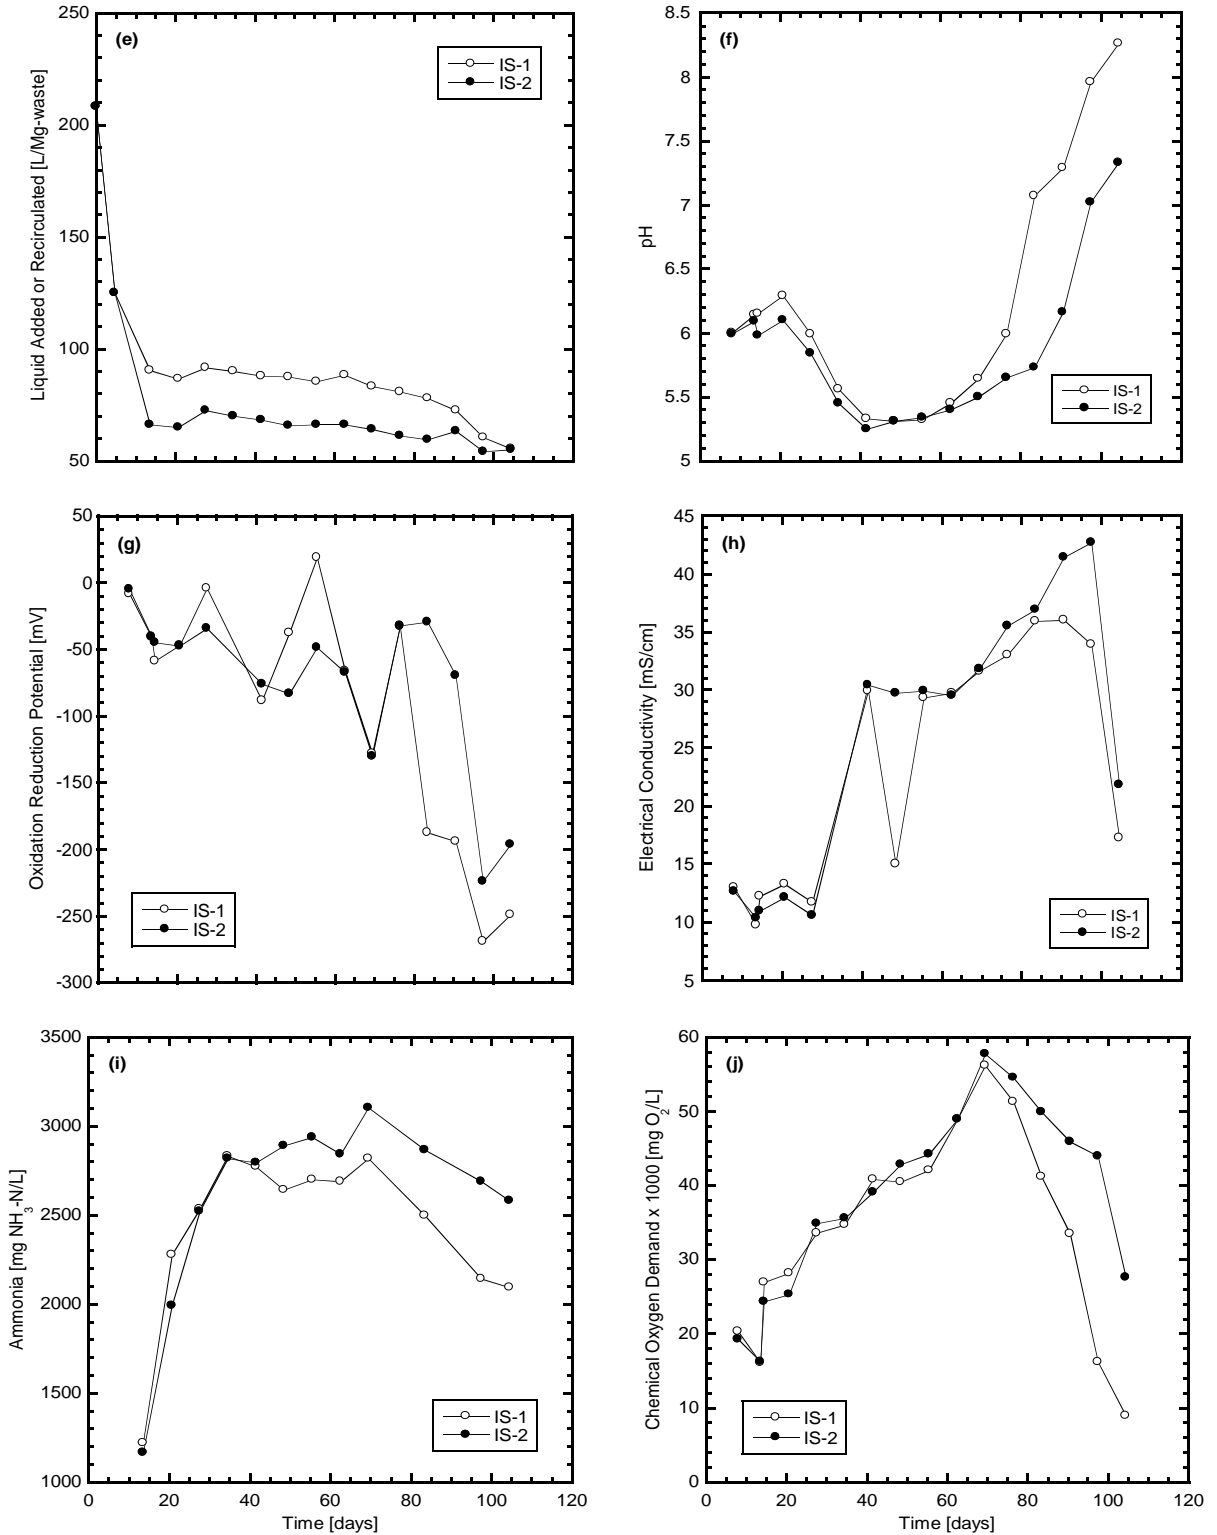 (e)
Liquid Added or Recirculated [L/Mg-waste]
250
200
150
100
50
IS-1
IS-2
(f)
pH
8.5
8
7.5
7
6.5
6
5.5
5
IS-1
IS-2
(g)
Oxidation Reduction Potential [mV]
50
0
-50
-100
-150
-200
-250
-300
IS-1
IS-2
(h)
Electrical Conductivity [mS/cm]
45
40
35
30
25
20
15
10
5
IS-1
IS-2
(i)
Ammonia [mg NH3-N/L]
3500
3000
2500
2000
1500
1000
IS-1
IS-2
0 20 40 60 80 100 120
Time [days]
(j)
Chemical Oxygen Demand x 1000 [mg O2/L]
60
50
40
30
20
10
0
IS-1
IS-2
0 20 40 60 80 100 120
Time [days]